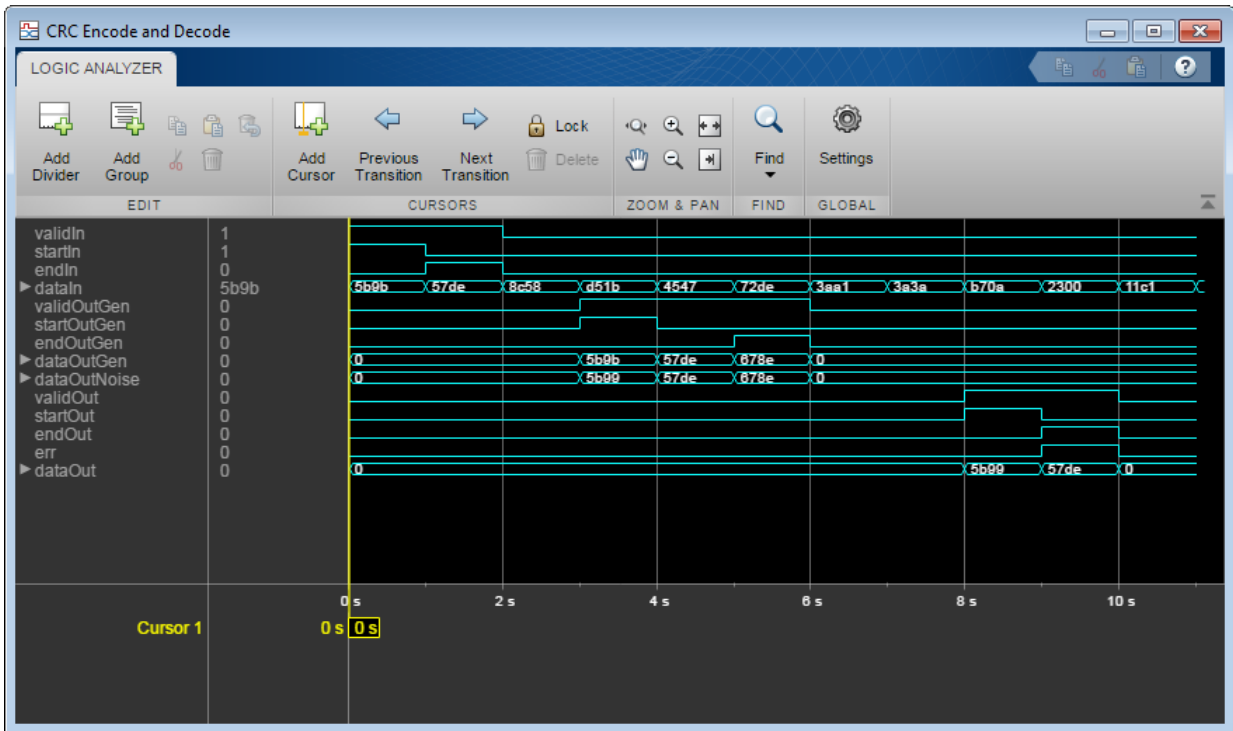 CRC Encode and Decode
LOGIC ANALYZER
?
Lock
Add Divider
Add Group
Add Cursor
Previous Transition
Next Transition
Delete
Find
Settings
EDIT
CURSORS
ZOOM & PAN
FIND
GLOBAL
validIn 1
startIn 1
endIn 0
dataIn 5b9b 5b9b 57de 8c58 d51b 4547 72de 3aa1 3a3a b70a 2300 11c1
validOutGen 0
startOutGen 0
endOutGen 0
dataOutGen 0 0 5b9b 57de 678e 0
dataOutNoise 0 0 5b99 57de 678e 0
validOut 0
startOut 0
endOut 0
err 0
dataOut 0 0 5b99 57de 0
0 s 2 s 4 s 6 s 8 s 10 s
Cursor 1 0 s 0 s